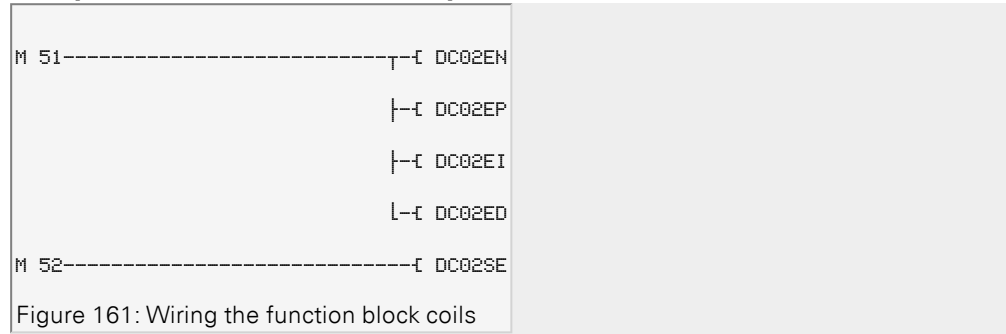 M 51---------------------------┬-[ DC02EN
├-[ DC02EP
├-[ DC02EI
└-[ DC02ED
M 52-----------------------------[ DC02SE
Figure 161: Wiring the function block coils